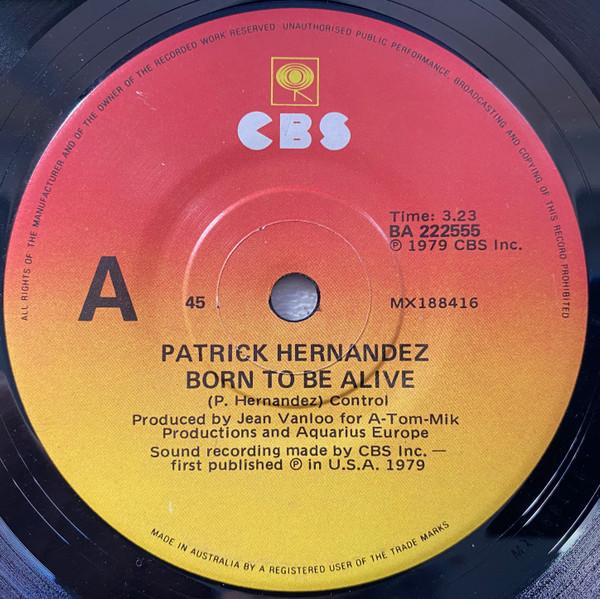 ALL RIGHTS OF THE MANUFACTURER AND OF THE OWNER OF THE RECORDED WORK RESERVED. UNAUTHORISED PUBLIC PERFORMANCE, BROADCASTING AND COPYING OF THIS RECORD PROHIBITED
CBS
Time: 3.23
BA 222555
℗ 1979 CBS Inc.
A
45
MX188416
PATRICK HERNANDEZ
BORN TO BE ALIVE
(P. Hernandez) Control
Produced by Jean Vanloo for A-Tom-Mik
Productions and Aquarius Europe
Sound recording made by CBS Inc. —
first published ℗ in U.S.A. 1979
MADE IN AUSTRALIA BY A REGISTERED USER OF THE TRADE MARKS